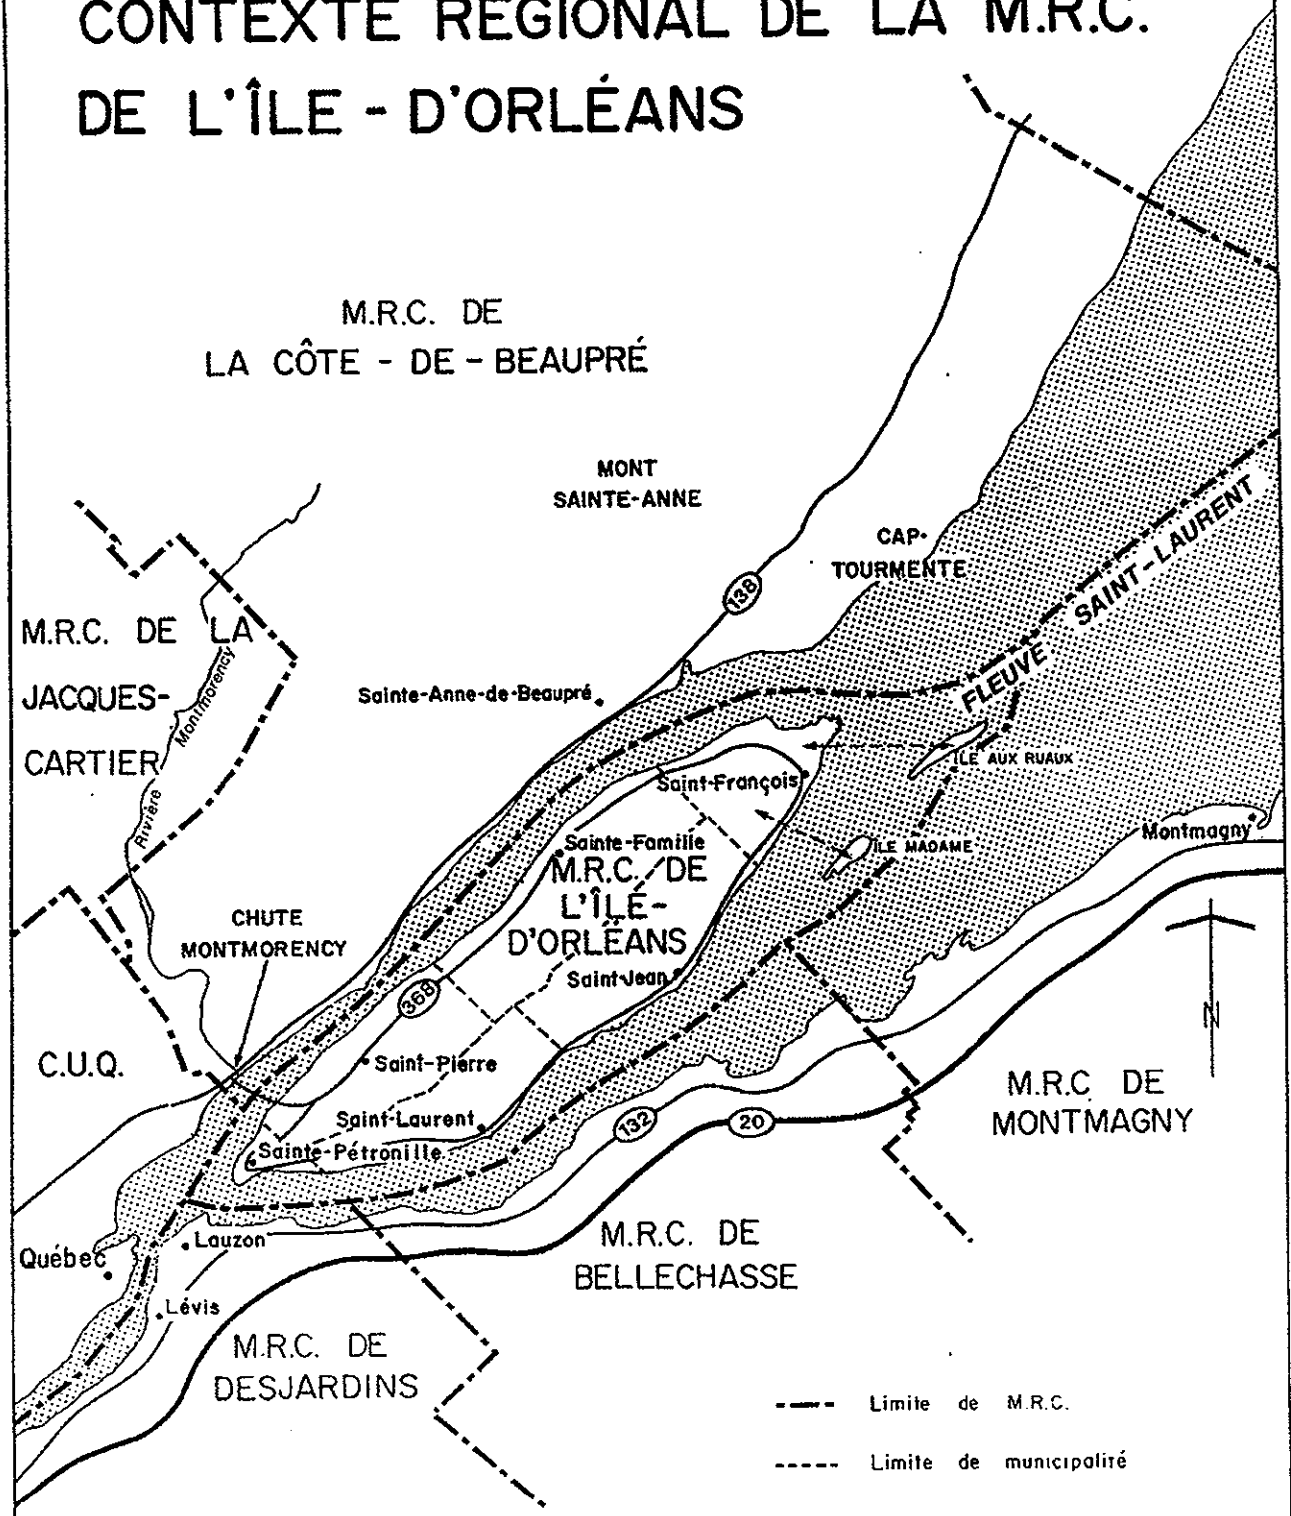 CONTEXTE RÉGIONAL DE LA M.R.C.
DE L'ÎLE - D'ORLÉANS
M.R.C. DE
LA CÔTE - DE - BEAUPRÉ
MONT
SAINTE-ANNE
CAP-
TOURMENTE
138
FLEUVE SAINT-LAURENT
M.R.C. DE LA
JACQUES-
CARTIER
Rivière Montmorency
Sainte-Anne-de-Beaupré
ÎLE AUX RUAUX
Saint-François
Montmagny
Sainte-Famille
ÎLE MADAME
M.R.C. DE
L'ÎLE-
D'ORLÉANS
CHUTE
MONTMORENCY
Saint-Jean
368
N
C.U.Q.
Saint-Pierre
M.R.C DE
MONTMAGNY
Saint-Laurent
132
20
Sainte-Pétronille
Québec
Lauzon
M.R.C. DE
BELLECHASSE
Lévis
M.R.C. DE
DESJARDINS
Limite de M.R.C.
Limite de municipalité